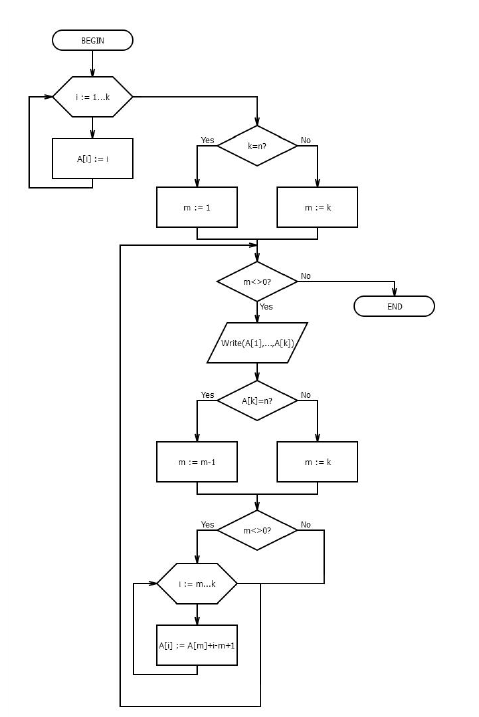 BEGIN
i := 1...k
A[i] := i
k=n?
Yes
No
m := 1
m := k
m<>0?
No
Yes
END
Write(A[1],...,A[k])
A[k]=n?
Yes
No
m := m-1
m := k
m<>0?
Yes
No
i := m...k
A[i] := A[m]+i-m+1